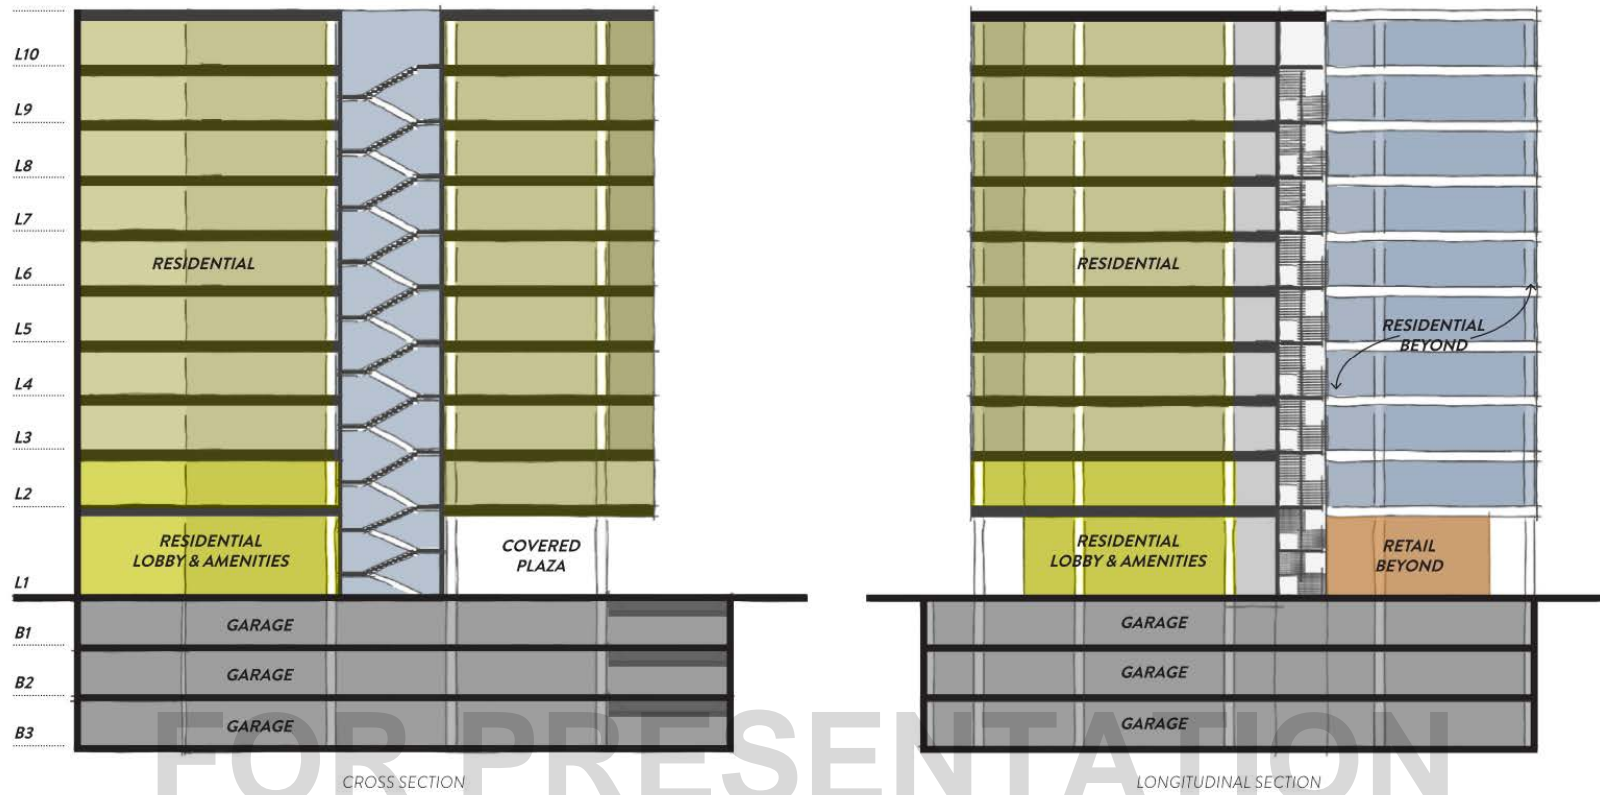 L10
L9
L8
L7
L6
L5
L4
L3
L2
L1
B1
B2
B3
RESIDENTIAL
RESIDENTIAL
LOBBY & AMENITIES
COVERED
PLAZA
GARAGE
GARAGE
GARAGE
CROSS SECTION
RESIDENTIAL
RESIDENTIAL
BEYOND
RESIDENTIAL
LOBBY & AMENITIES
RETAIL
BEYOND
GARAGE
GARAGE
GARAGE
LONGITUDINAL SECTION
FOR PRESENTATION